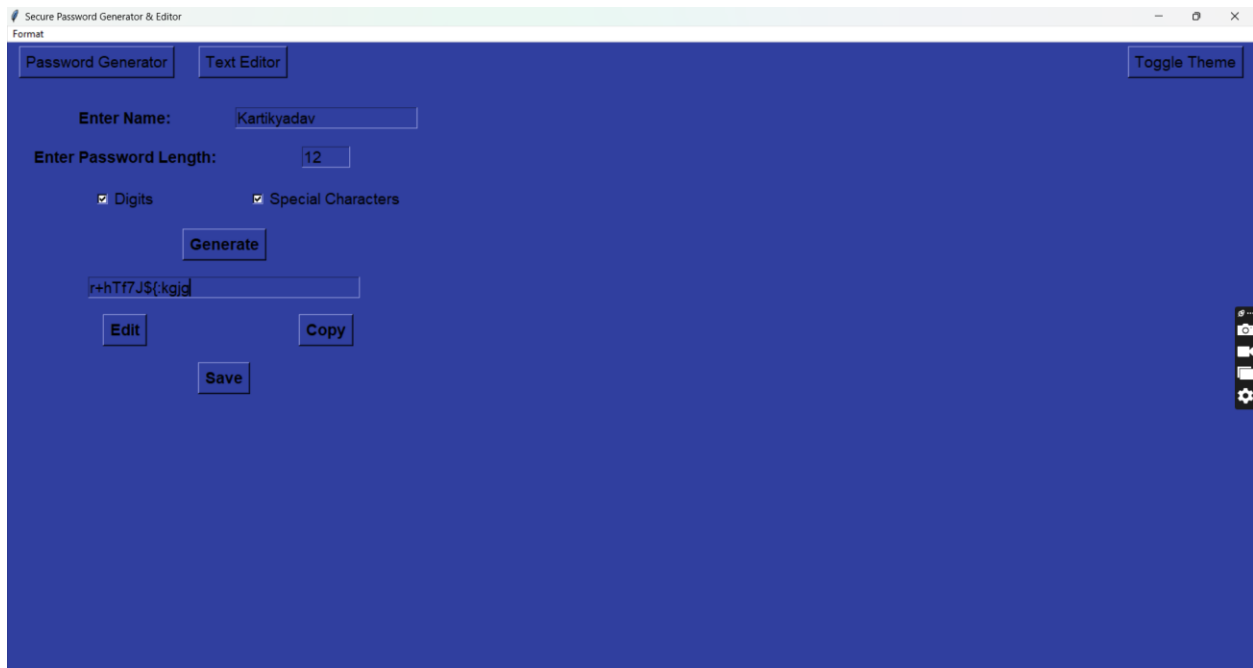 Secure Password Generator & Editor
Format
Password Generator Text Editor Toggle Theme
Enter Name: Kartikyadav
Enter Password Length: 12
Digits Special Characters
Generate
r+hTf7J${:kgjg
Edit Copy
Save